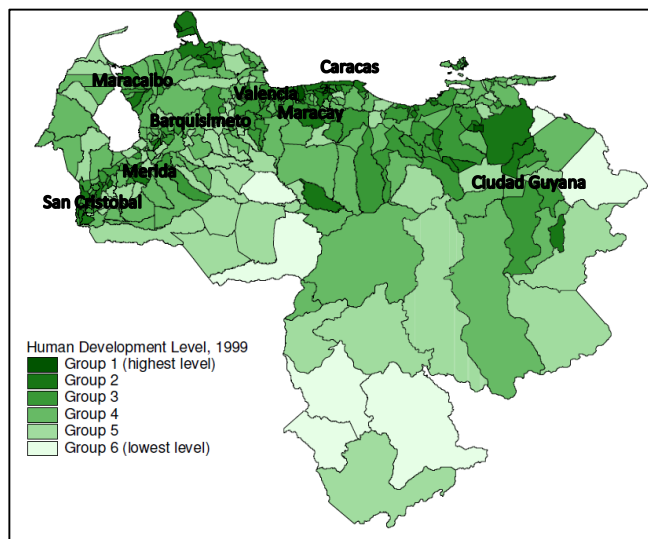 Caracas
Maracaibo
Valencia
Maracay
Barquisimeto
Merida
Ciudad Guyana
San Cristobal
Human Development Level, 1999
Group 1 (highest level)
Group 2
Group 3
Group 4
Group 5
Group 6 (lowest level)